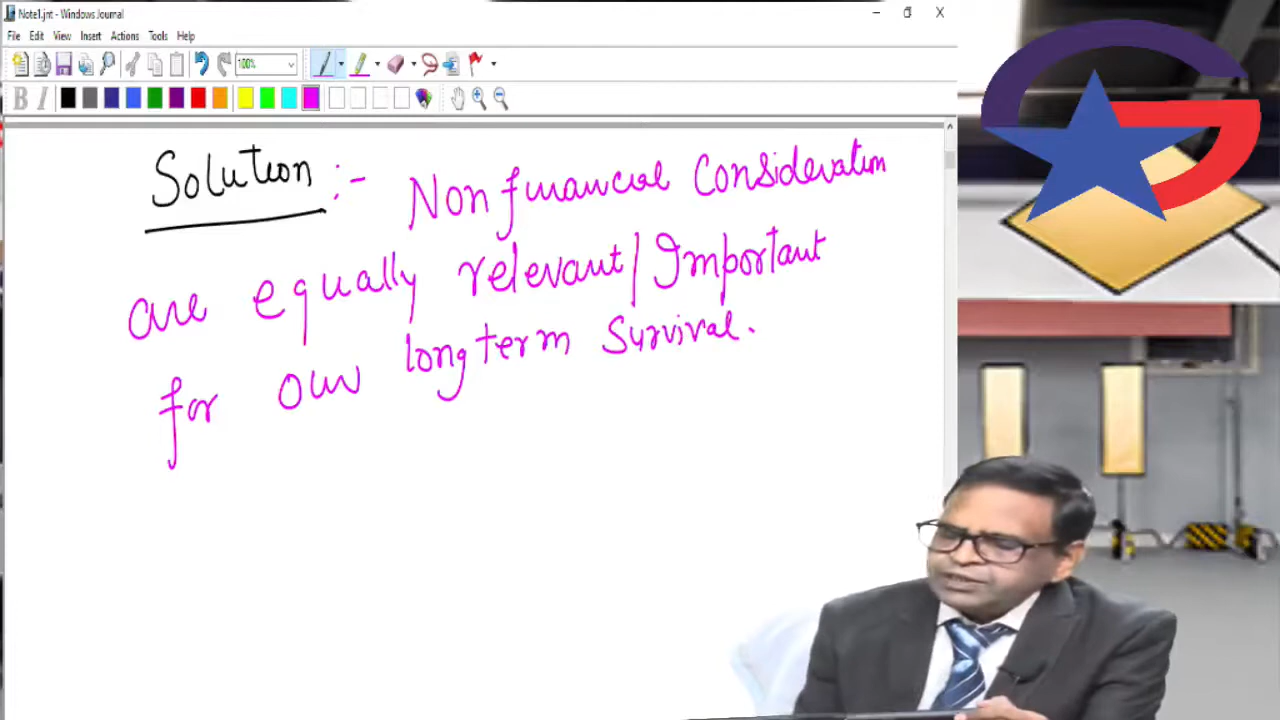 Note1.jnt - Windows Journal
File Edit View Insert Actions Tools Help
100%
B I
Solution :- Non financial Consideration
are equally relevant/Important
for our long term Survival.